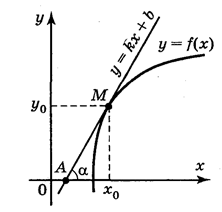 y
y = kx + b
y = f(x)
M
y₀
A
α
x
0
x₀